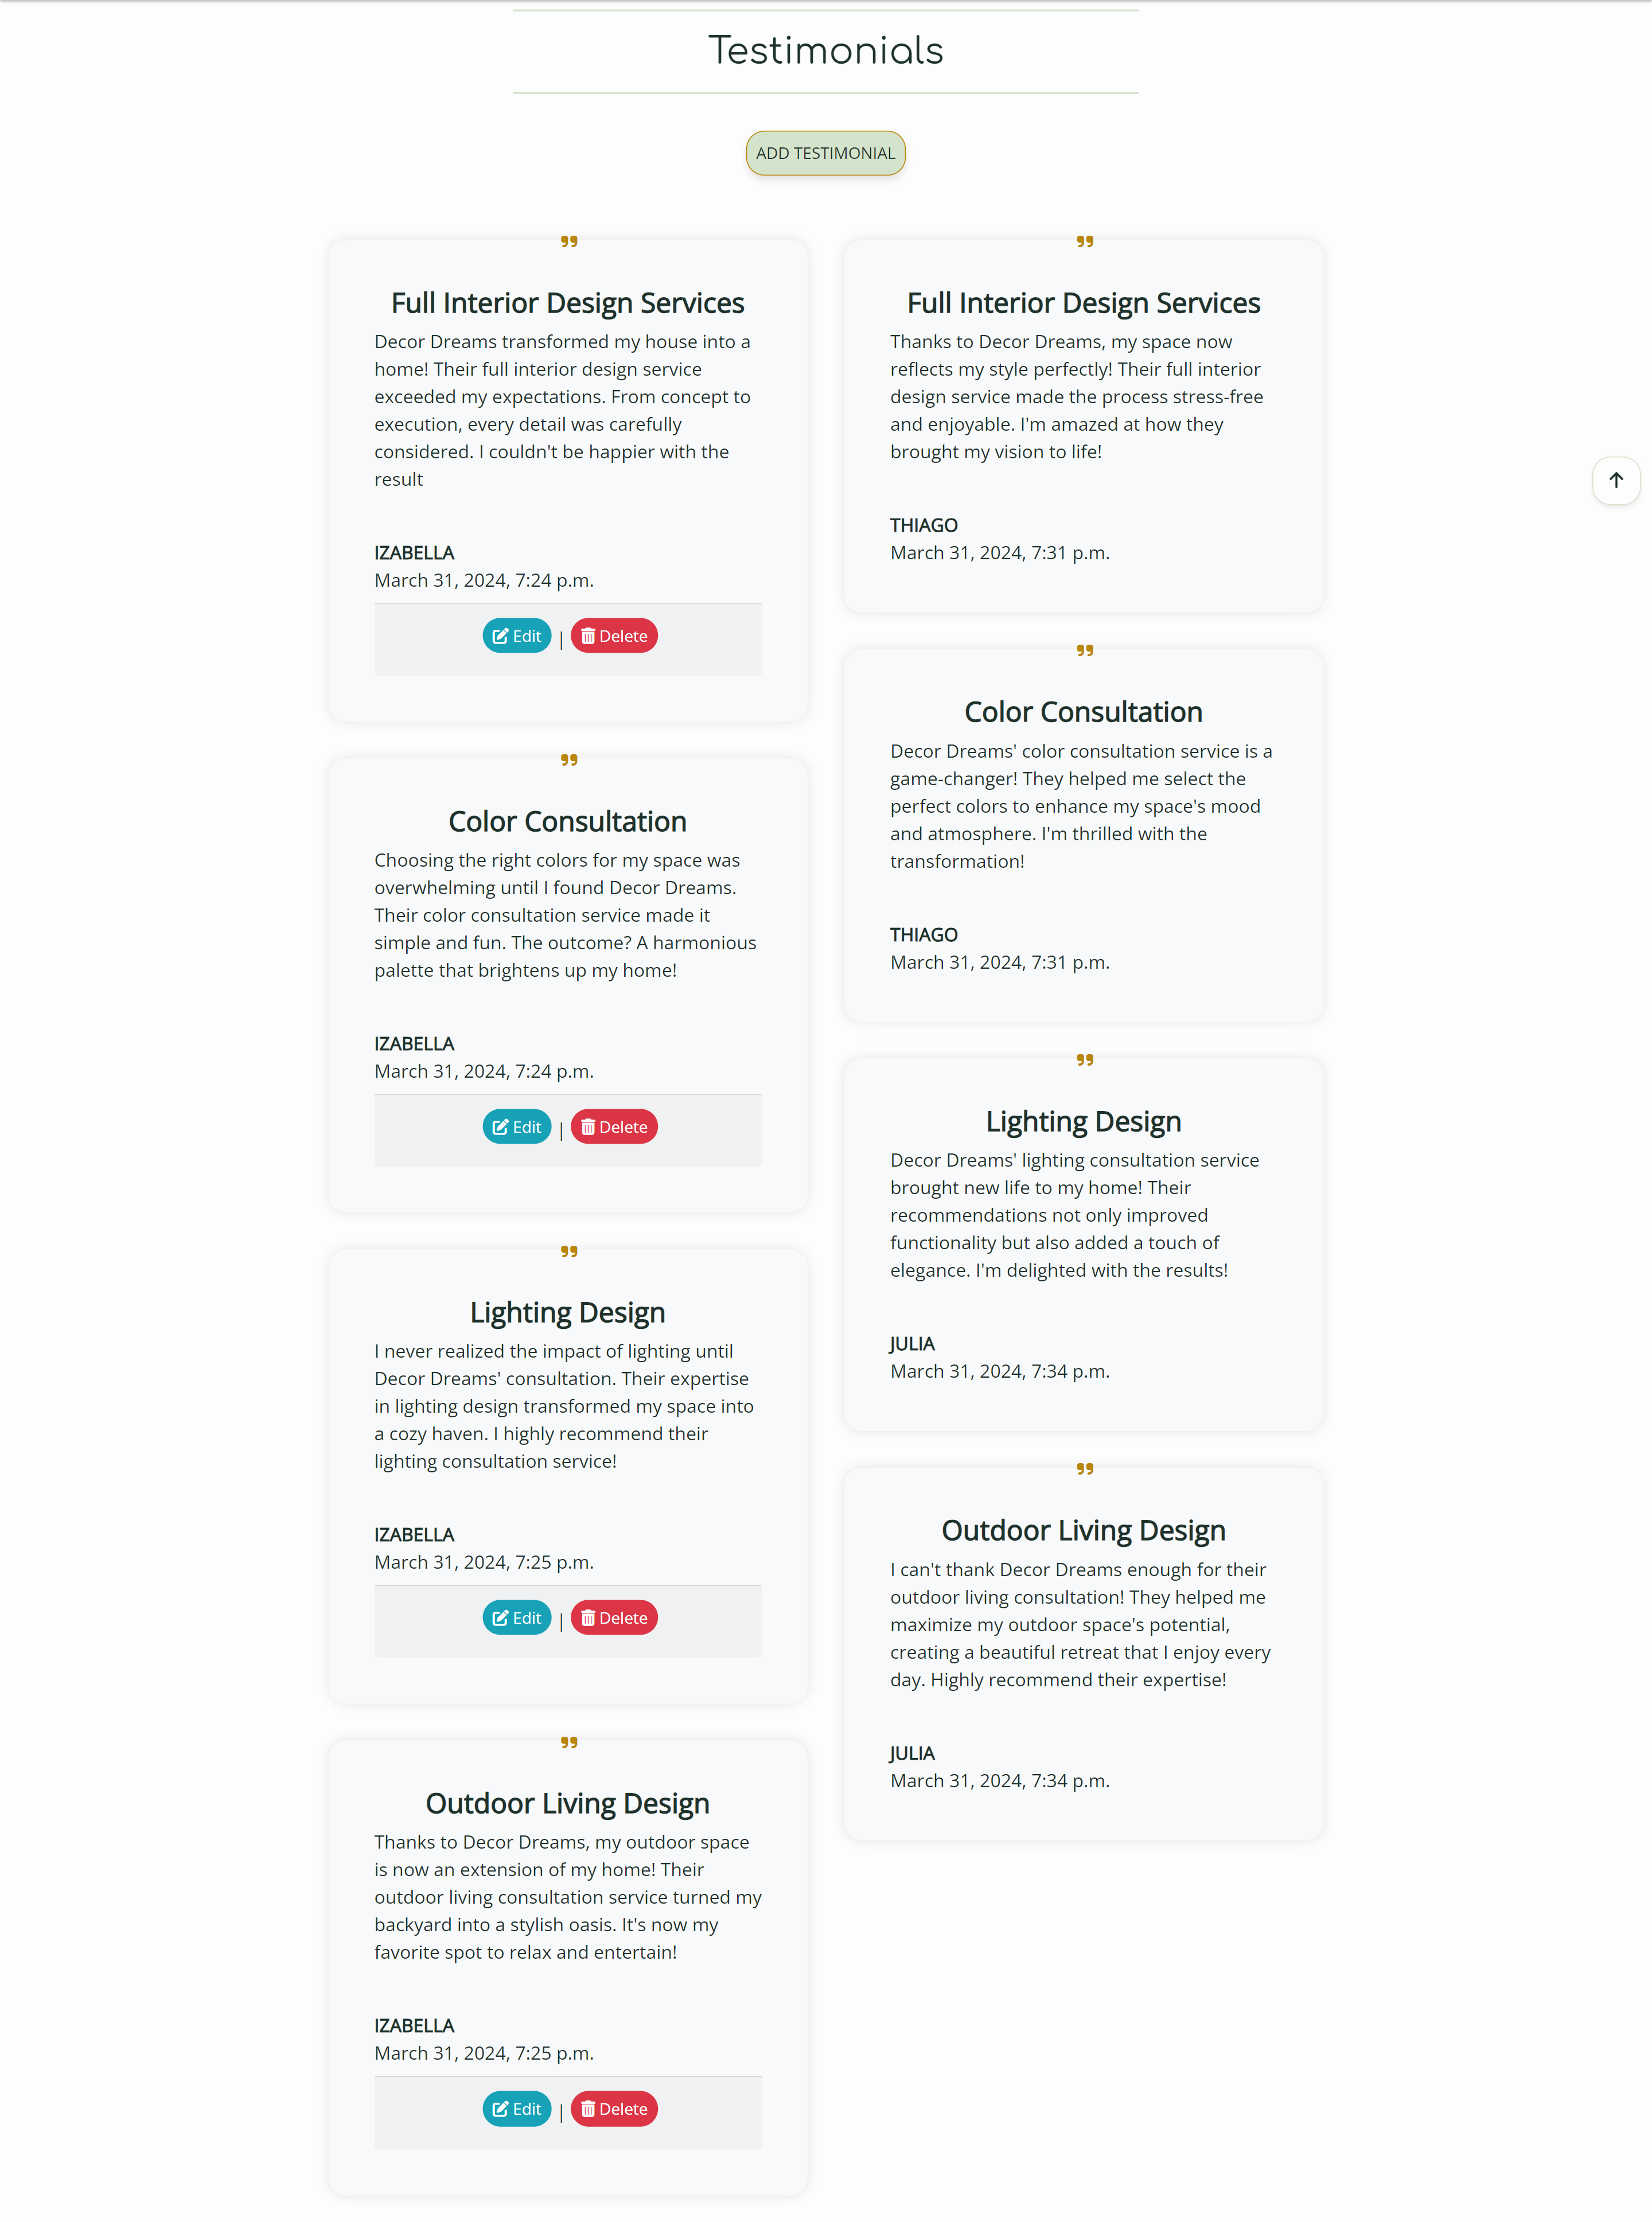 Testimonials
ADD TESTIMONIAL
Full Interior Design Services
Decor Dreams transformed my house into a
home! Their full interior design service
exceeded my expectations. From concept to
execution, every detail was carefully
considered. I couldn't be happier with the
result
IZABELLA
March 31, 2024, 7:24 p.m.
Edit | Delete
Color Consultation
Choosing the right colors for my space was
overwhelming until I found Decor Dreams.
Their color consultation service made it
simple and fun. The outcome? A harmonious
palette that brightens up my home!
IZABELLA
March 31, 2024, 7:24 p.m.
Edit | Delete
Lighting Design
I never realized the impact of lighting until
Decor Dreams' consultation. Their expertise
in lighting design transformed my space into
a cozy haven. I highly recommend their
lighting consultation service!
IZABELLA
March 31, 2024, 7:25 p.m.
Edit | Delete
Outdoor Living Design
Thanks to Decor Dreams, my outdoor space
is now an extension of my home! Their
outdoor living consultation service turned my
backyard into a stylish oasis. It's now my
favorite spot to relax and entertain!
IZABELLA
March 31, 2024, 7:25 p.m.
Edit | Delete
Full Interior Design Services
Thanks to Decor Dreams, my space now
reflects my style perfectly! Their full interior
design service made the process stress-free
and enjoyable. I'm amazed at how they
brought my vision to life!
THIAGO
March 31, 2024, 7:31 p.m.
Color Consultation
Decor Dreams' color consultation service is a
game-changer! They helped me select the
perfect colors to enhance my space's mood
and atmosphere. I'm thrilled with the
transformation!
THIAGO
March 31, 2024, 7:31 p.m.
Lighting Design
Decor Dreams' lighting consultation service
brought new life to my home! Their
recommendations not only improved
functionality but also added a touch of
elegance. I'm delighted with the results!
JULIA
March 31, 2024, 7:34 p.m.
Outdoor Living Design
I can't thank Decor Dreams enough for their
outdoor living consultation! They helped me
maximize my outdoor space's potential,
creating a beautiful retreat that I enjoy every
day. Highly recommend their expertise!
JULIA
March 31, 2024, 7:34 p.m.